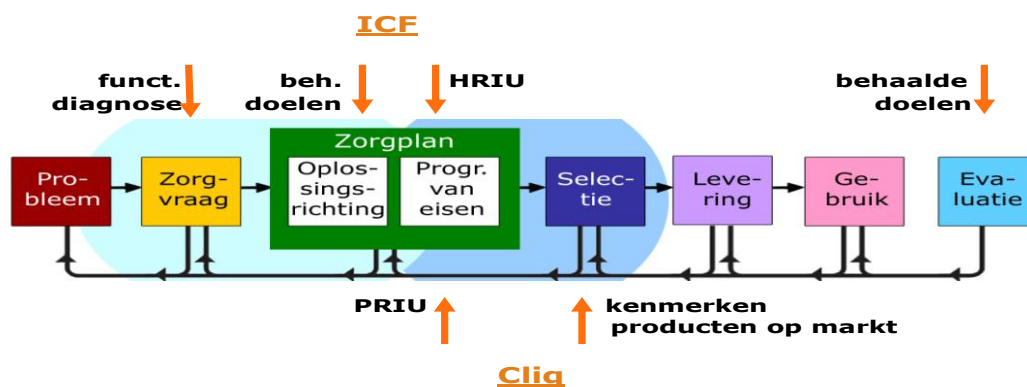 ICF
funct.
diagnose
beh.
doelen
HRIU
behaalde
doelen
Zorgplan
Pro-
bleem
Zorg-
vraag
Oplos-
sings-
richting
Progr.
van
eisen
Selec-
tie
Leve-
ring
Ge-
bruik
Eva-
luatie
PRIU
kenmerken
producten op markt
Cliq